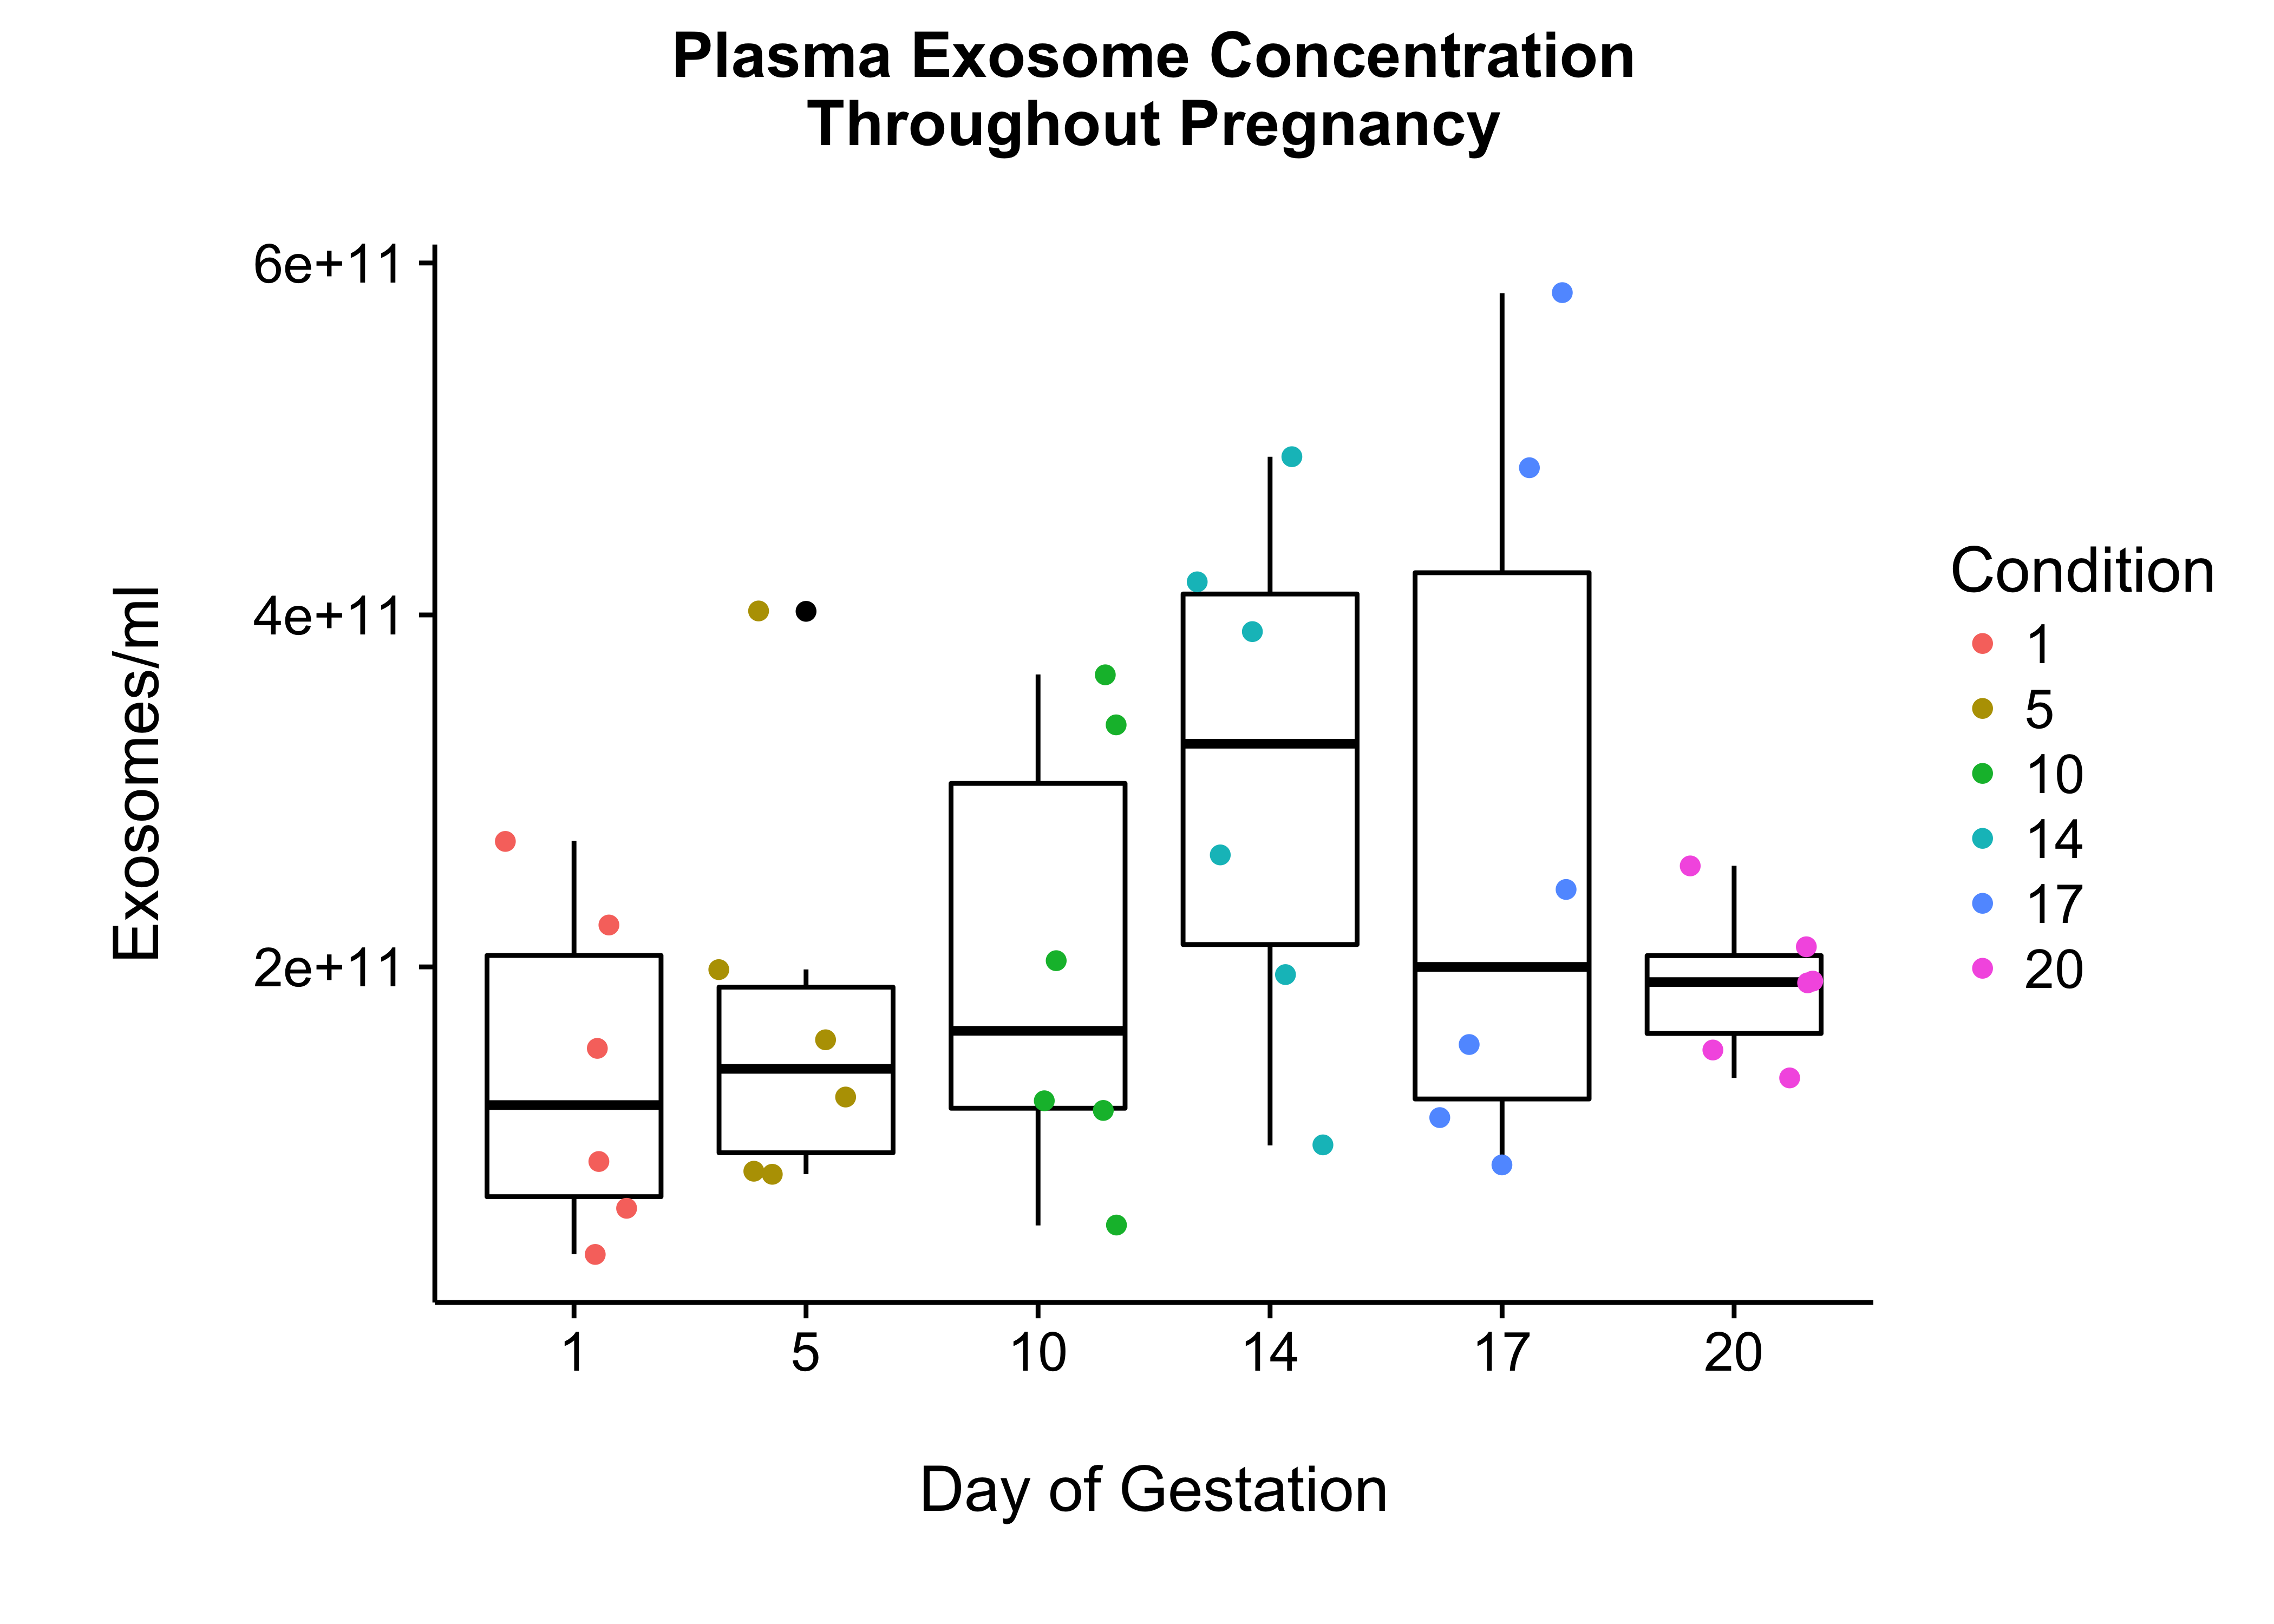 Plasma Exosome Concentration
Throughout Pregnancy
6e+11
4e+11
2e+11
Exosomes/ml
1 5 10 14 17 20
Day of Gestation
Condition
1
5
10
14
17
20